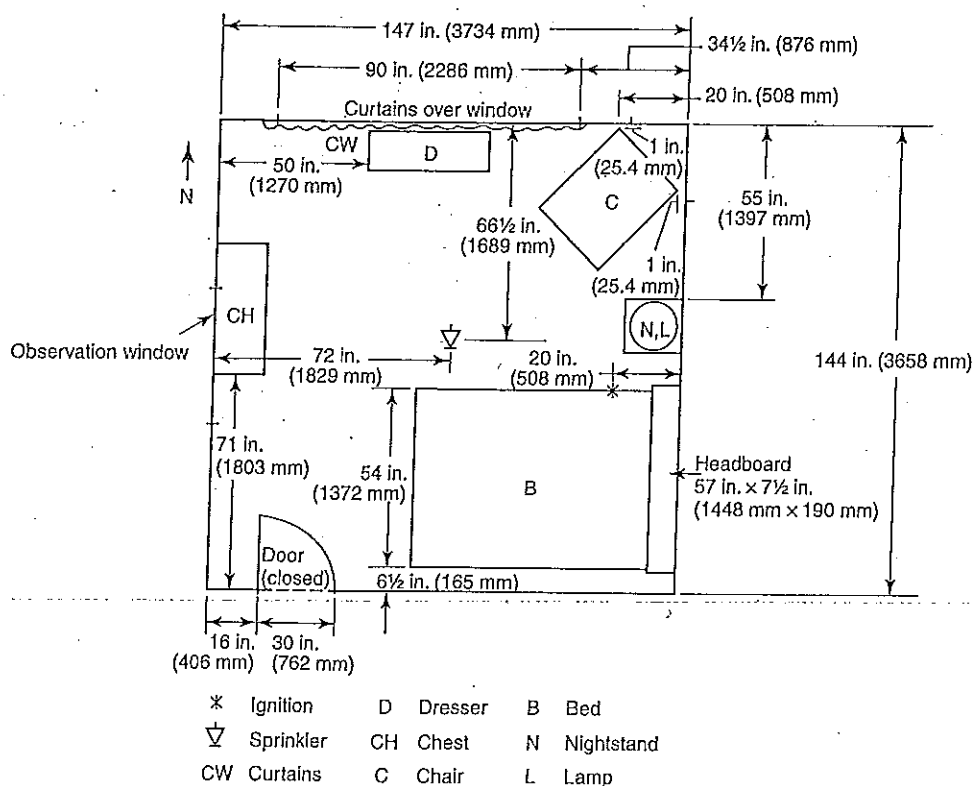 147 in. (3734 mm)
34½ in. (876 mm)
90 in. (2286 mm)
20 in. (508 mm)
Curtains over window
CW
D
1 in.
(25.4 mm)
N
50 in.
(1270 mm)
C
55 in.
(1397 mm)
66½ in.
(1689 mm)
1 in.
(25.4 mm)
CH
N,L
Observation window
72 in.
(1829 mm)
20 in.
(508 mm)
144 in. (3658 mm)
71 in.
(1803 mm)
54 in.
(1372 mm)
B
Headboard
57 in. × 7½ in.
(1448 mm × 190 mm)
Door
(closed)
6½ in. (165 mm)
16 in.
(406 mm)
30 in.
(762 mm)
Ignition D Dresser B Bed
Sprinkler CH Chest N Nightstand
CW Curtains C Chair L Lamp